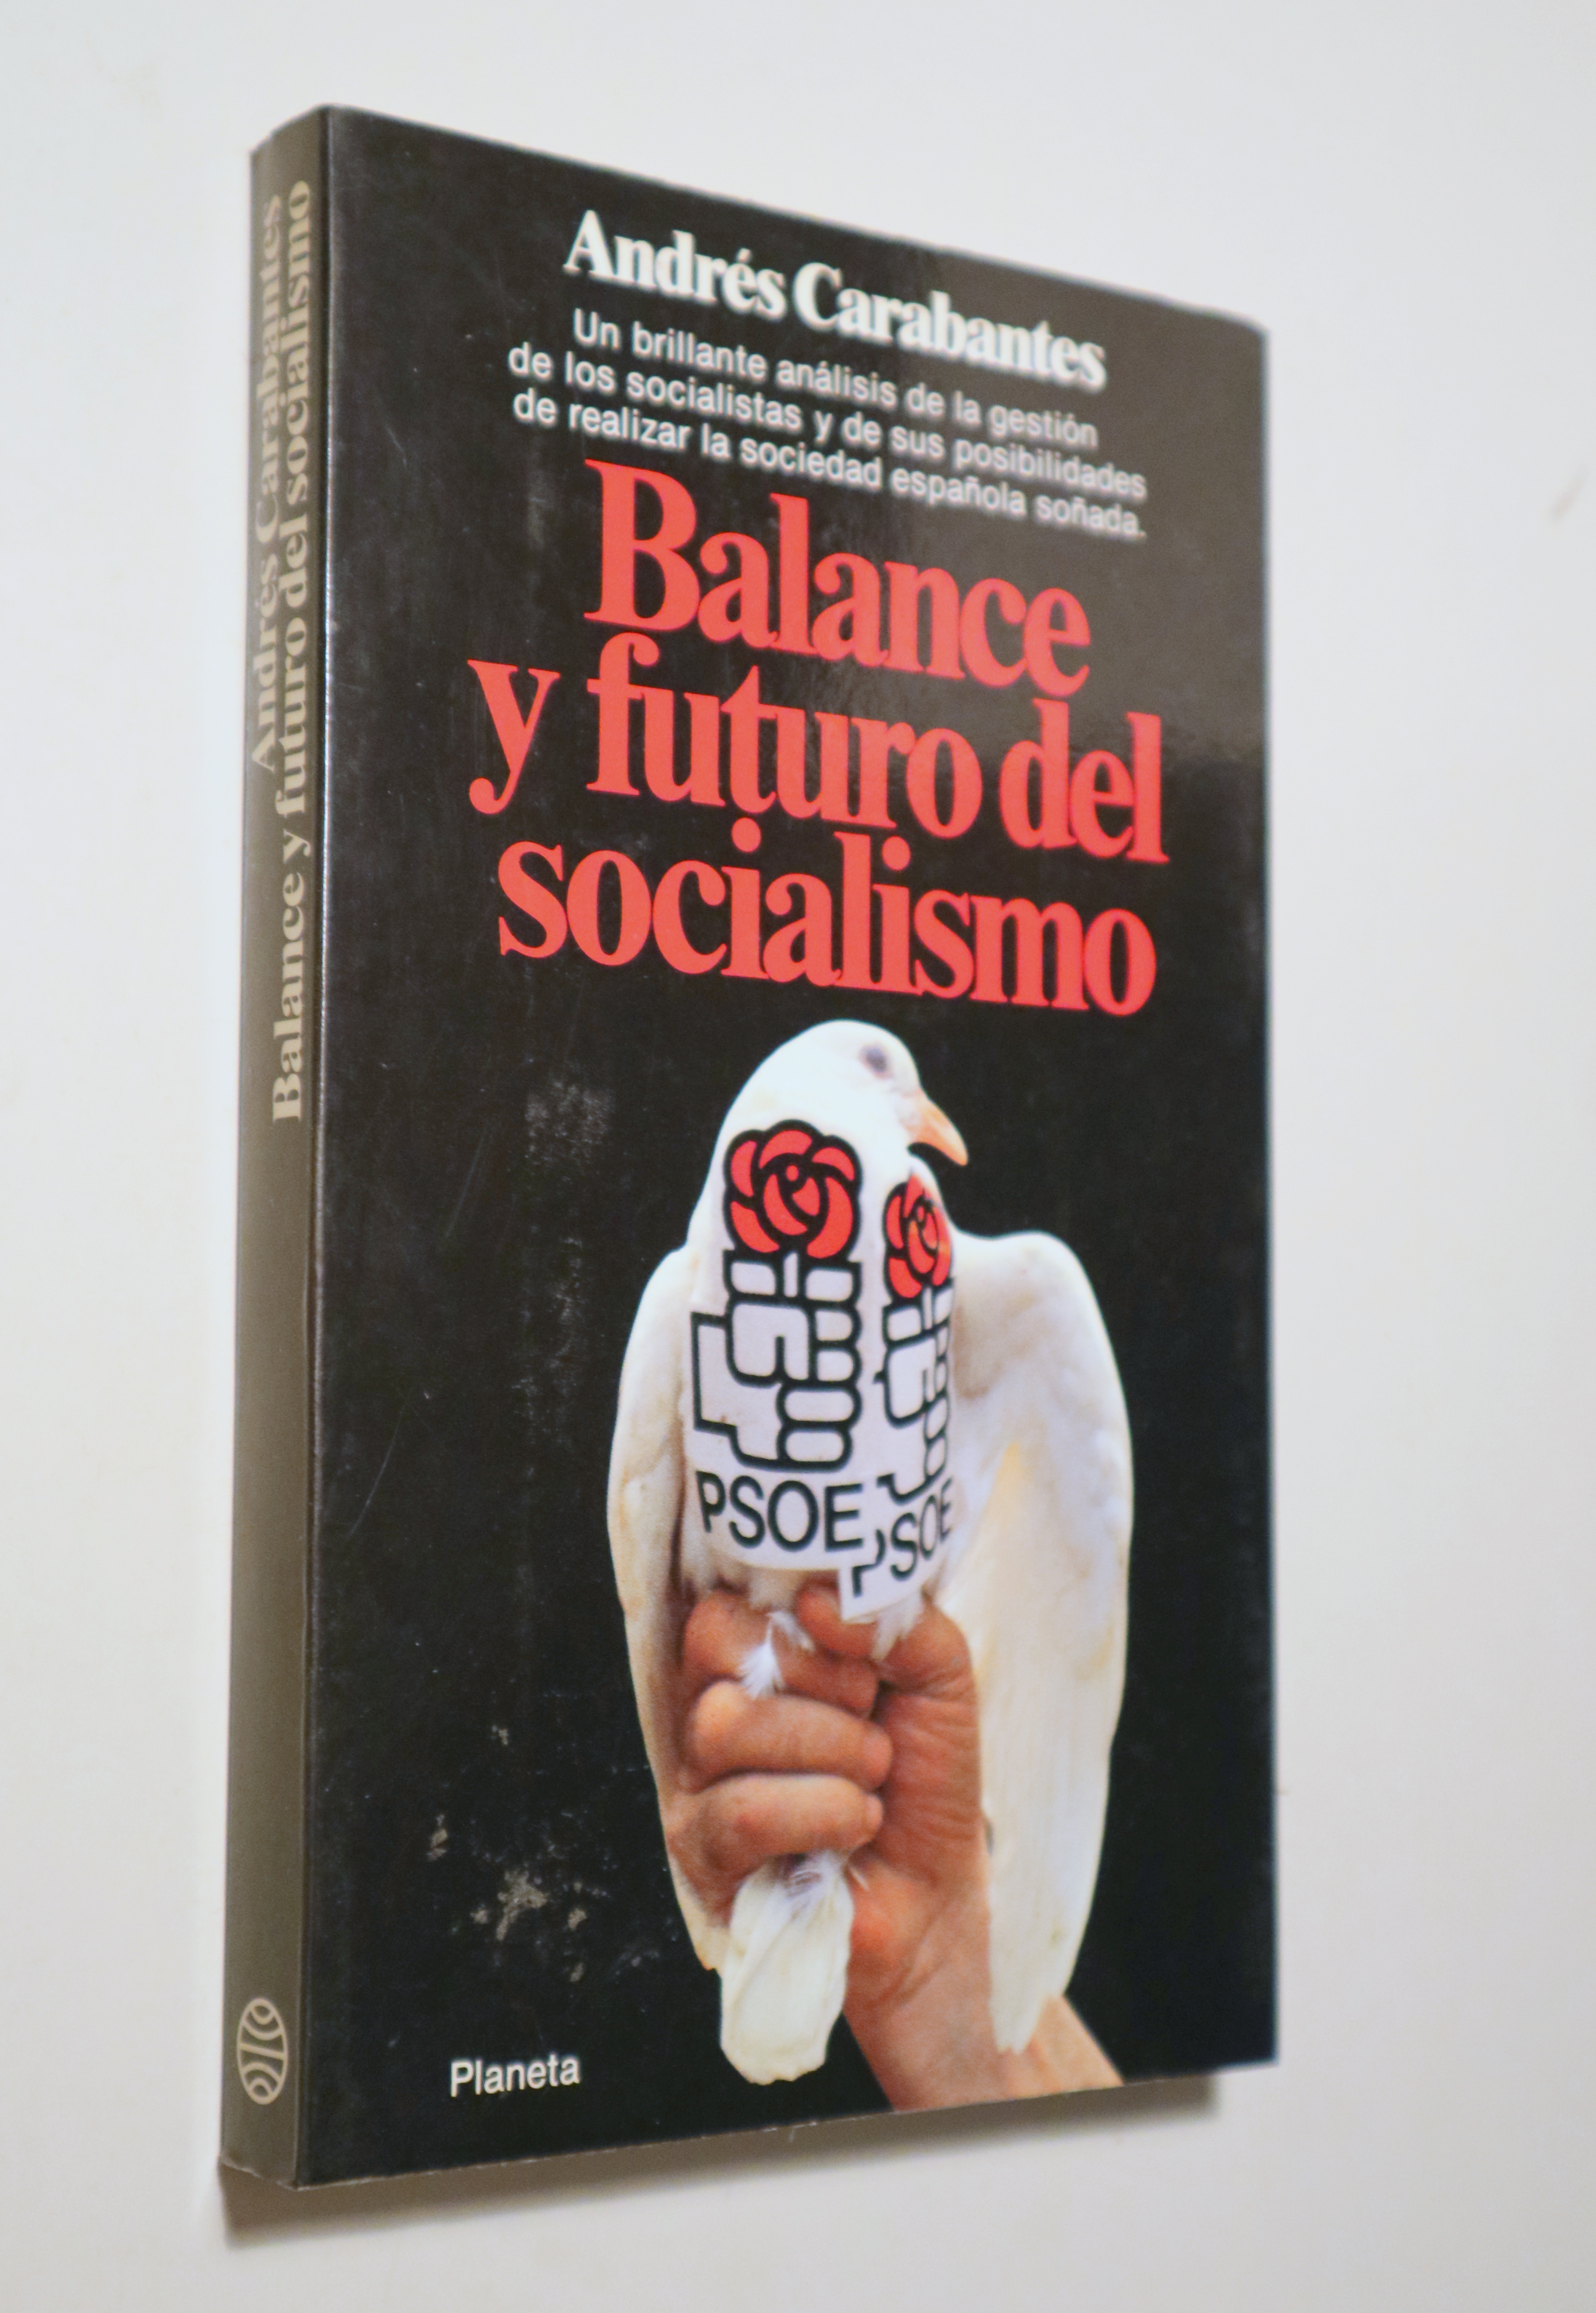 Andrés Carabantes
Balance y futuro del socialismo
Andrés Carabantes
Un brillante análisis de la gestión
de los socialistas y de sus posibilidades
de realizar la sociedad española soñada.
Balance
y futuro del
socialismo
PSOE
PSOE
Planeta